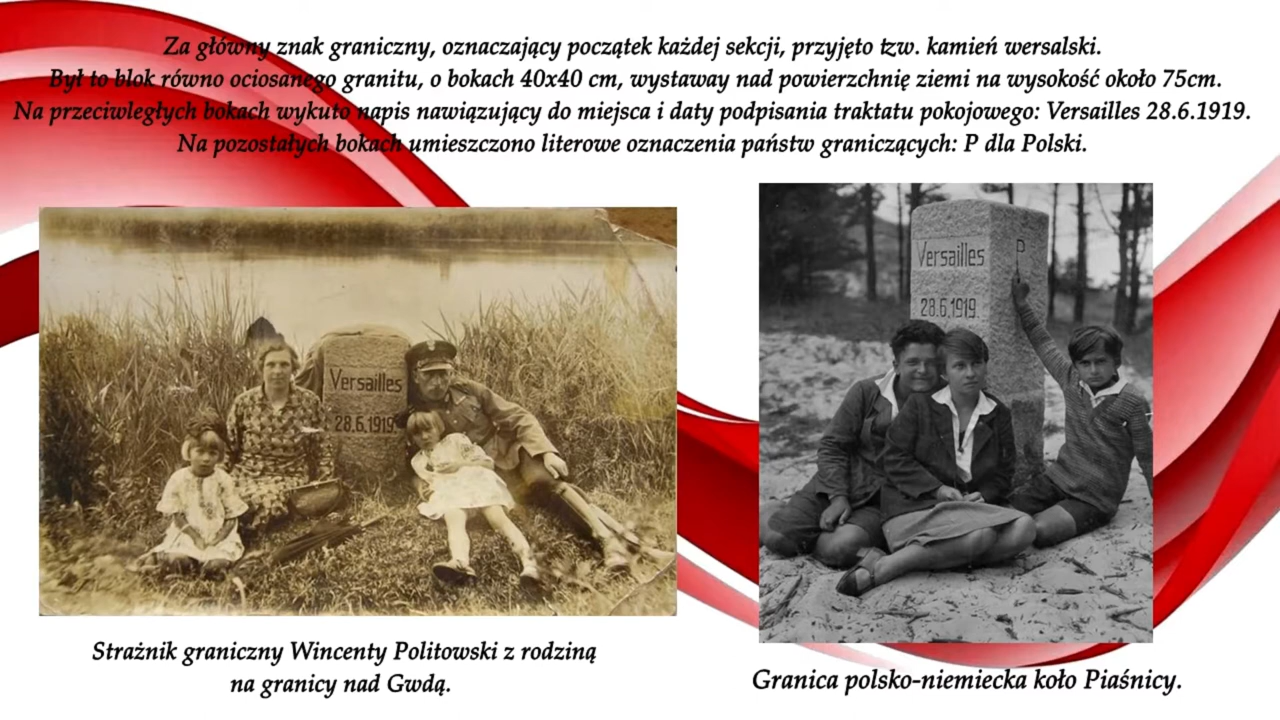 Za główny znak graniczny, oznaczający początek każdej sekcji, przyjęto tzw. kamień wersalski.
Był to blok równo ociosanego granitu, o bokach 40x40 cm, wystaway nad powierzchnię ziemi na wysokość około 75cm.
Na przeciwległych bokach wykuto napis nawiązujący do miejsca i daty podpisania traktatu pokojowego: Versailles 28.6.1919.
Na pozostałych bokach umieszczono literowe oznaczenia państw graniczących: P dla Polski.
Versailles
28.6.1919
Versailles P
28.6.1919.
Strażnik graniczny Wincenty Politowski z rodziną
na granicy nad Gwdą.
Granica polsko-niemiecka koło Piaśnicy.